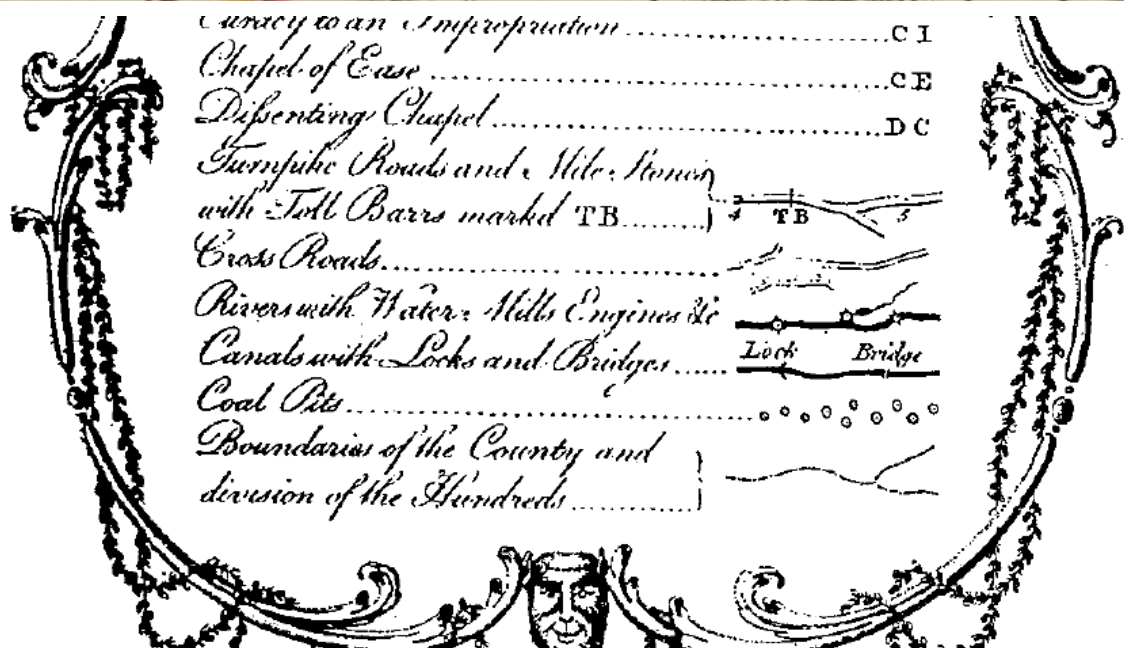 Curacy to an Impropriation ........................ C I
Chapel of Ease ........................ C E
Dissenting Chapel ........................ D C
Turnpike Roads and Mile Stones
with Toll Barrs markd TB ........ 4 TB 5
Cross Roads ........................
Rivers with Water Mills Engines &c
Canals with Locks and Bridges ...... Lock Bridge
Coal Pits ........................
Boundaries of the County and
division of the Hundreds ............